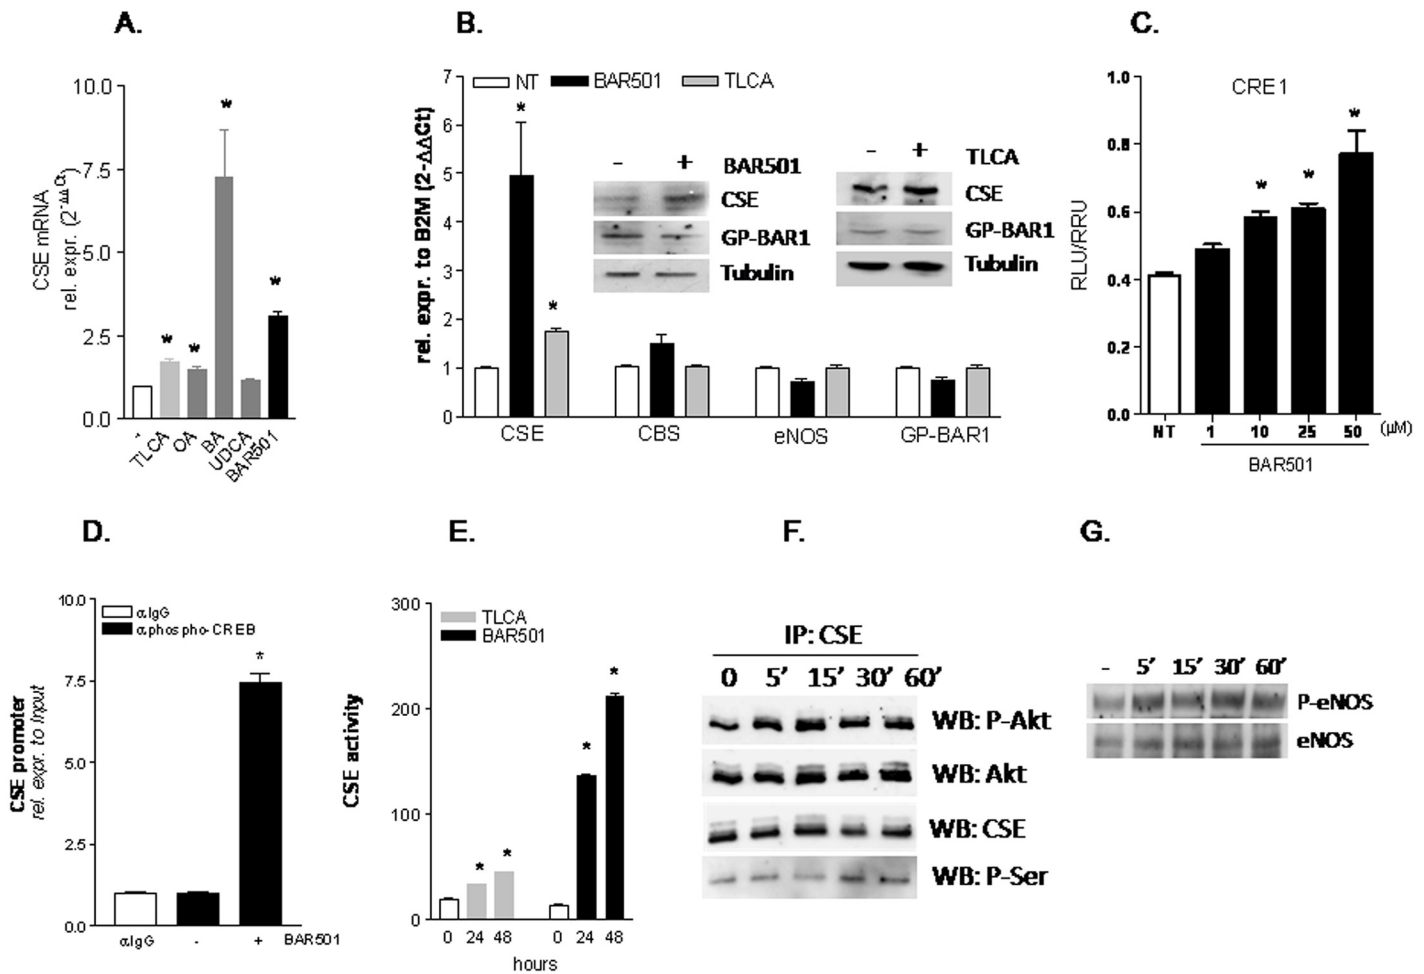 A.
CSE mRNA
rel. expr. (2^-ΔΔCt)
10.0
7.5
5.0
2.5
0.0
*
*
*
*
-
TLCA
OA
BA
UDCA
BAR501
B.
NT
BAR501
TLCA
rel. expr. to B2M (2-ΔΔCt)
7
6
5
4
3
2
1
0
*
*
- + BAR501
CSE
GP-BAR1
Tubulin
- + TLCA
CSE
GP-BAR1
Tubulin
CSE
CBS
eNOS
GP-BAR1
C.
CRE1
RLU/RRU
1.0
0.8
0.6
0.4
0.2
0.0
*
*
*
NT 1 10 25 50 (μM)
BAR501
D.
αIgG
αphospho-CREB
CSE promoter
rel. expr. to Input
10.0
7.5
5.0
2.5
0.0
*
αIgG - + BAR501
E.
TLCA
BAR501
CSE activity
300
200
100
0
*
*
*
*
0 24 48 0 24 48
hours
F.
IP: CSE
0 5′ 15′ 30′ 60′
WB: P-Akt
WB: Akt
WB: CSE
WB: P-Ser
G.
- 5′ 15′ 30′ 60′
P-eNOS
eNOS